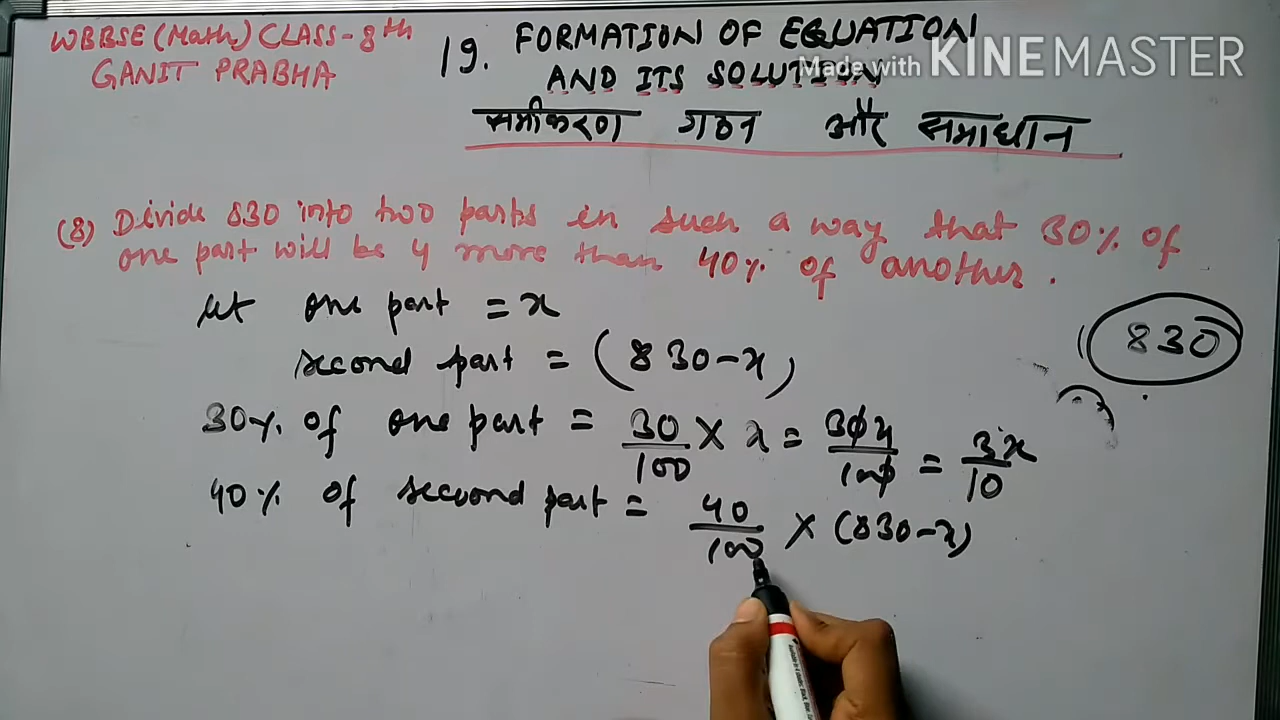 WBBSE (Math) CLASS - 8th
GANIT PRABHA
19. FORMATION OF EQUATION
AND ITS SOLUTION
Made with KINEMASTER
समीकरण गठन और समाधान
(8) Divide 830 into two parts in such a way that 30% of
one part will be 4 more than 40% of another.
let one part = x
second part = (830-x)
830
30% of one part = 30/100 × x = 30x/100 = 3x/10
40% of second part = 40/100 × (830-x)